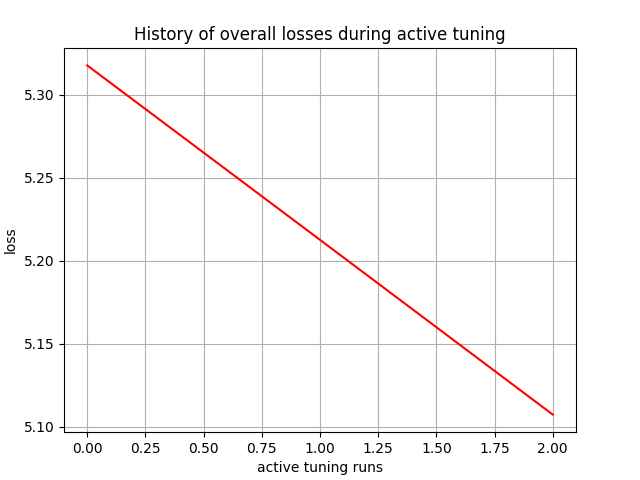 History of overall losses during active tuning
5.30
5.25
5.20
5.15
5.10
loss
0.00 0.25 0.50 0.75 1.00 1.25 1.50 1.75 2.00
active tuning runs